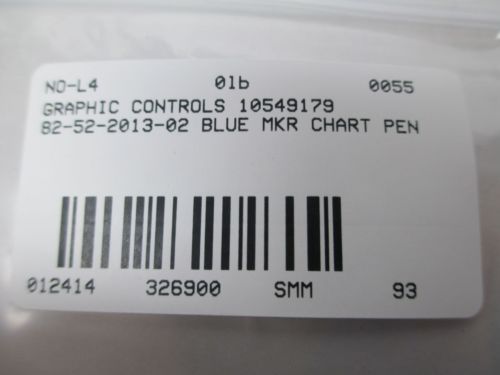 NO-L4 01b 0055
GRAPHIC CONTROLS 10549179
82-52-2013-02 BLUE MKR CHART PEN
012414 326900 SMM 93